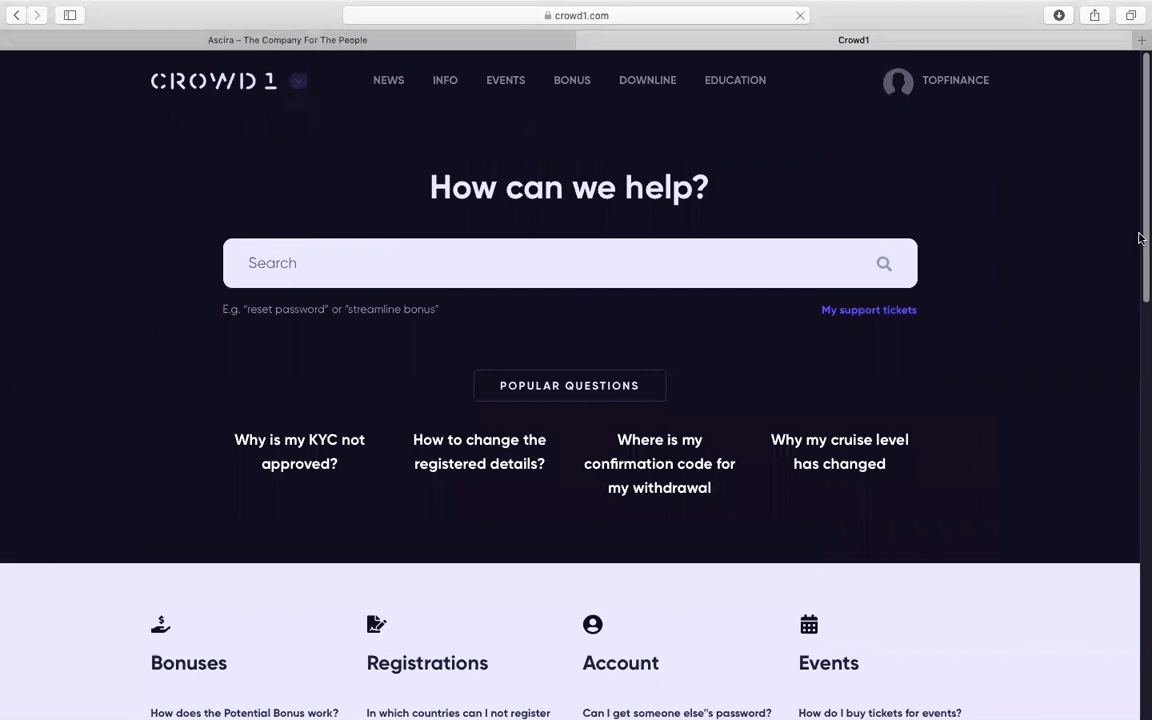 crowd1.com
Ascira – The Company For The People
Crowd1
CROWD 1
NEWS
INFO
EVENTS
BONUS
DOWNLINE
EDUCATION
TOPFINANCE
How can we help?
Search
E.g. “reset password” or “streamline bonus”
My support tickets
POPULAR QUESTIONS
Why is my KYC not
approved?
How to change the
registered details?
Where is my
confirmation code for
my withdrawal
Why my cruise level
has changed
Bonuses
How does the Potential Bonus work?
Registrations
In which countries can I not register
Account
Can I get someone else''s password?
Events
How do I buy tickets for events?